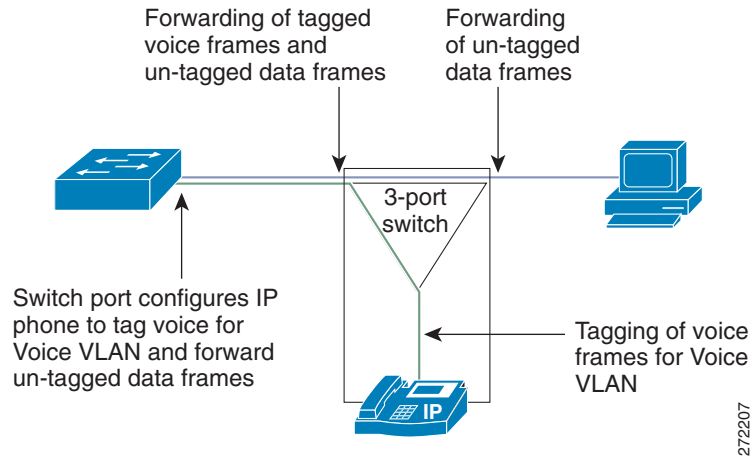 Forwarding of tagged
voice frames and
un-tagged data frames
Forwarding
of un-tagged
data frames
3-port
switch
Switch port configures IP
phone to tag voice for
Voice VLAN and forward
un-tagged data frames
Tagging of voice
frames for Voice
VLAN
IP
272207